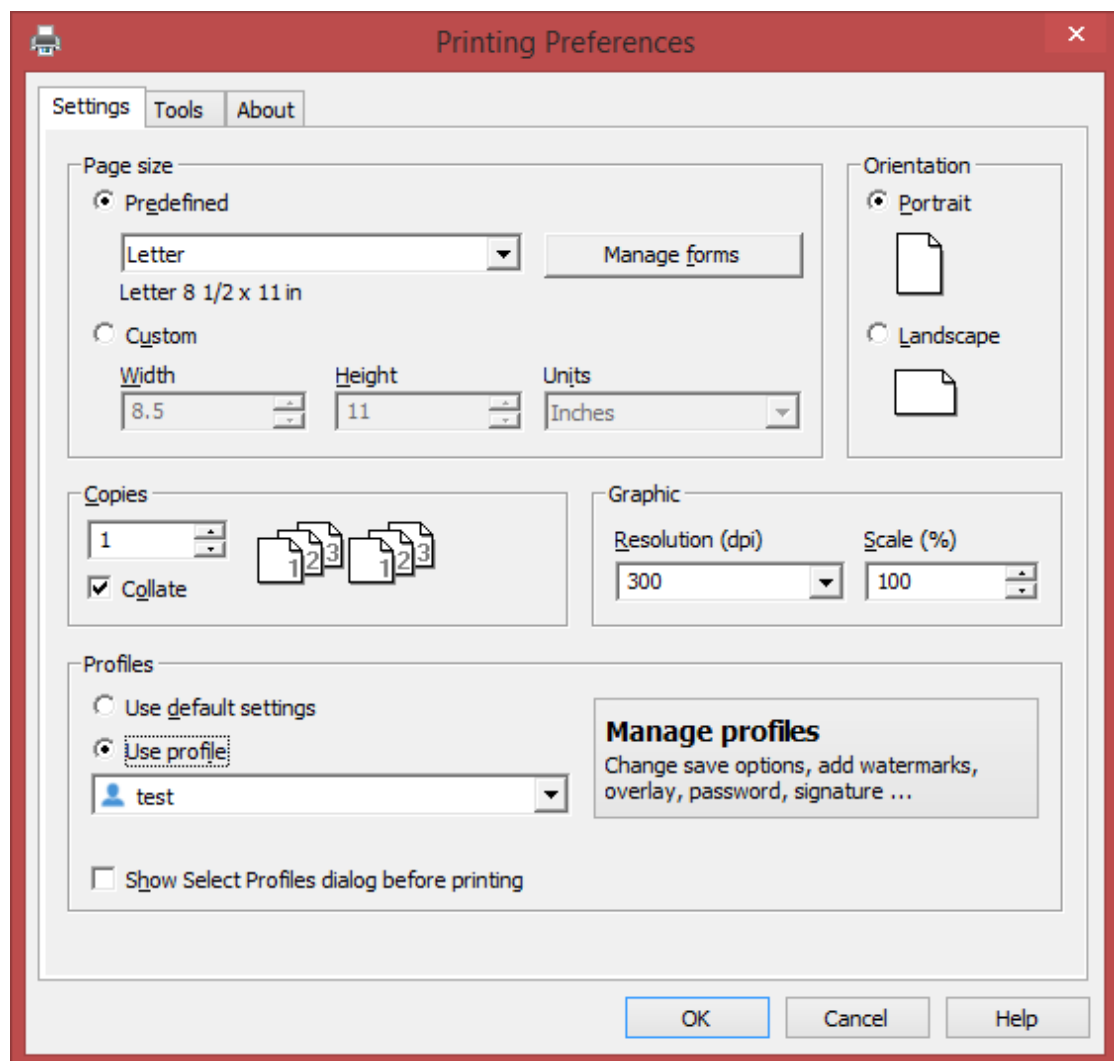 Printing Preferences
Settings Tools About
Page size
Predefined
Letter
Manage forms
Letter 8 1/2 x 11 in
Custom
Width Height Units
8.5 11 Inches
Orientation
Portrait
Landscape
Copies
1
1 2 3 1 2 3
Collate
Graphic
Resolution (dpi) Scale (%)
300 100
Profiles
Use default settings
Use profile
test
Manage profiles
Change save options, add watermarks,
overlay, password, signature ...
Show Select Profiles dialog before printing
OK Cancel Help